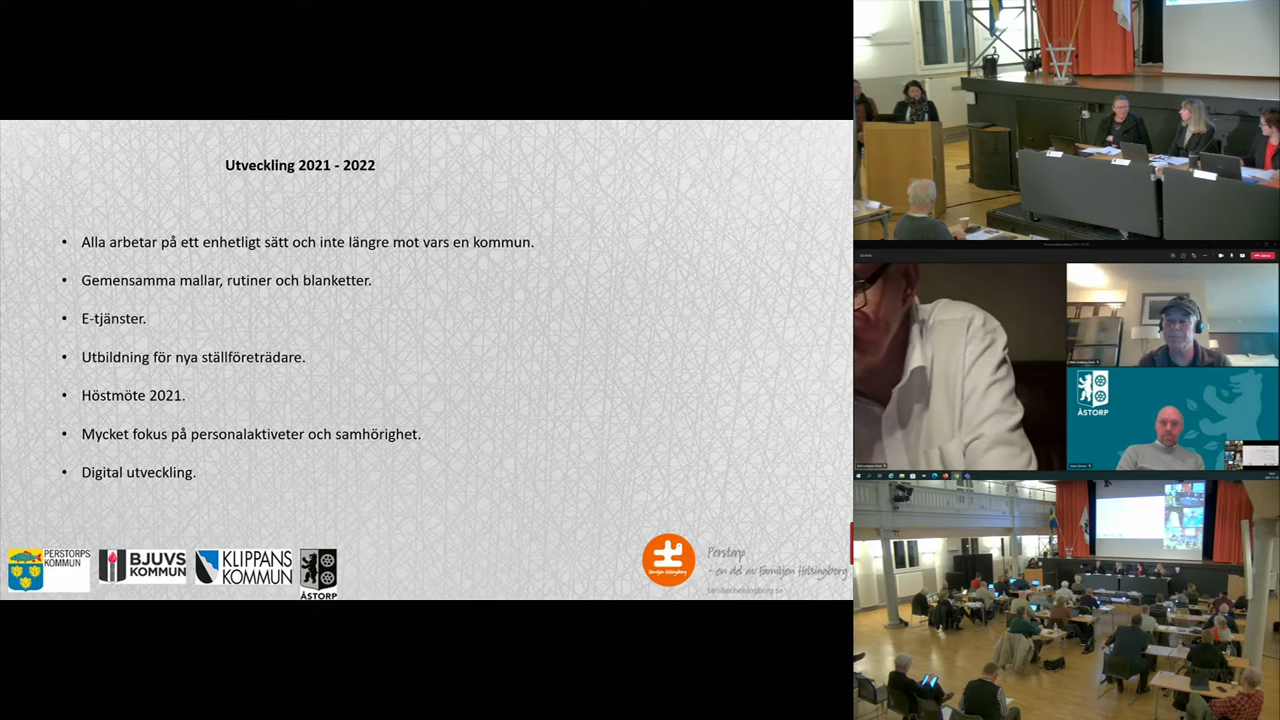 Utveckling 2021 - 2022
• Alla arbetar på ett enhetligt sätt och inte längre mot vars en kommun.
• Gemensamma mallar, rutiner och blanketter.
• E-tjänster.
• Utbildning för nya ställföreträdare.
• Höstmöte 2021.
• Mycket fokus på personalaktiveter och samhörighet.
• Digital utveckling.
PERSTORPS
KOMMUN
BJUVS
KOMMUN
KLIPPANS
KOMMUN
ÅSTORP
Familjen Helsingborg
Perstorp
- en del av Familjen Helsingborg
familjenhelsingborg.se
ÅSTORP